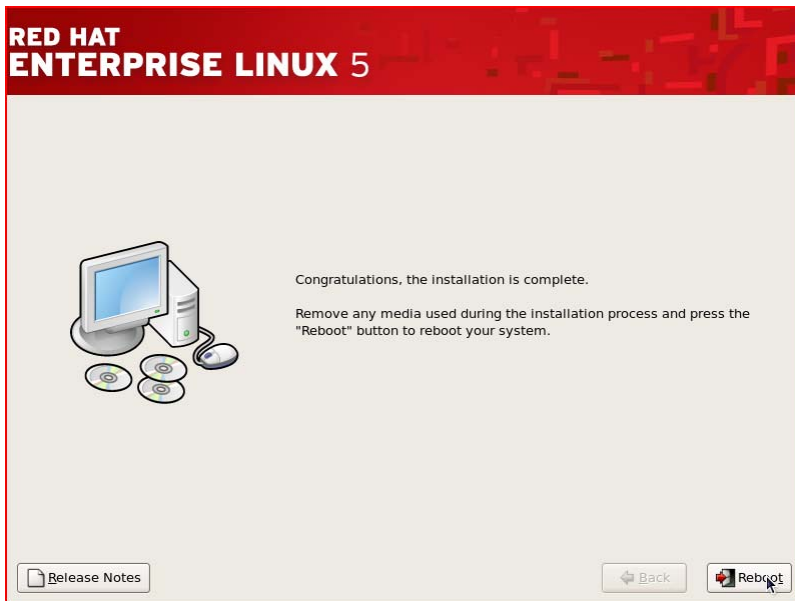 RED HAT
ENTERPRISE LINUX 5
Congratulations, the installation is complete.
Remove any media used during the installation process and press the
"Reboot" button to reboot your system.
Release Notes
Back
Reboot